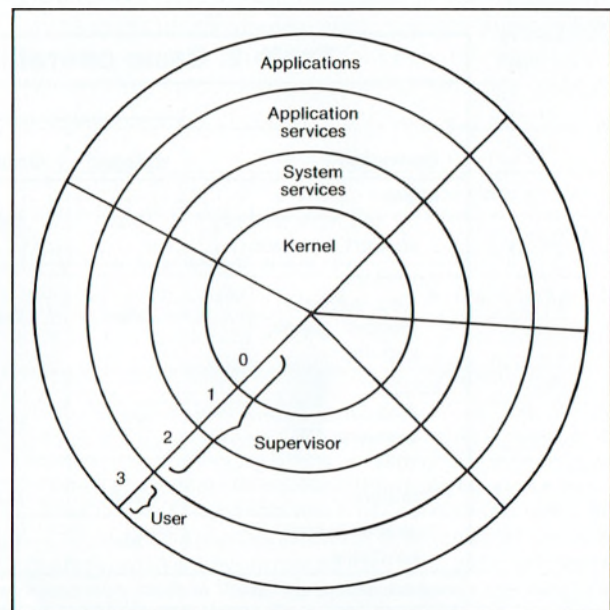 Applications
Application
services
System
services
Kernel
0
1
2
3
Supervisor
User